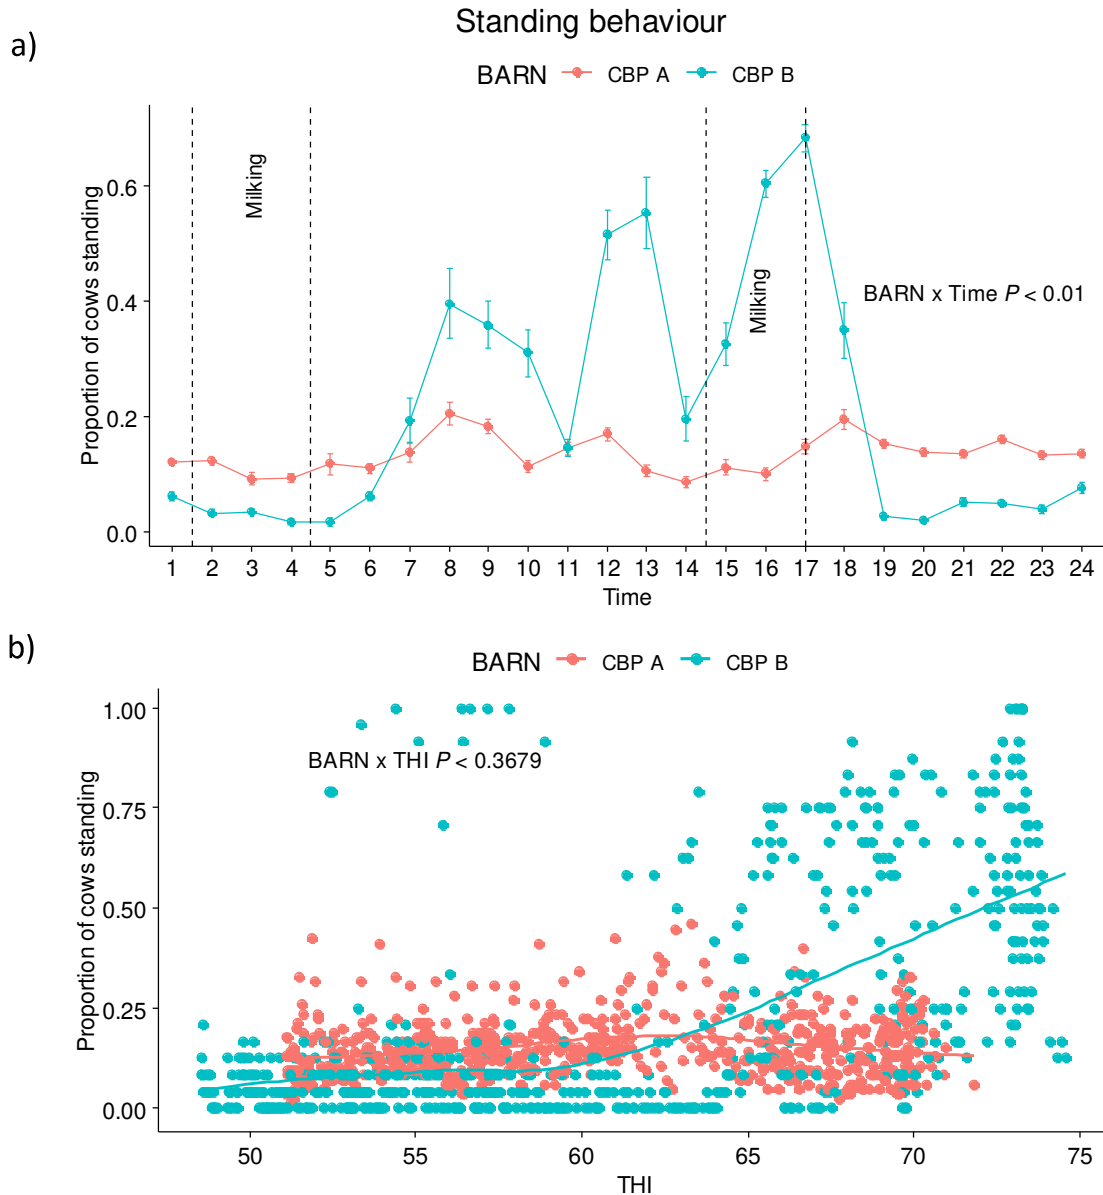 Standing behaviour
a)
BARN CBP A CBP B
Proportion of cows standing
0.6
0.4
0.2
0.0
Milking
Milking
BARN x Time P < 0.01
1 2 3 4 5 6 7 8 9 10 11 12 13 14 15 16 17 18 19 20 21 22 23 24
Time
b)
BARN CBP A CBP B
Proportion of cows standing
1.00
0.75
0.50
0.25
0.00
BARN x THI P < 0.3679
50 55 60 65 70 75
THI